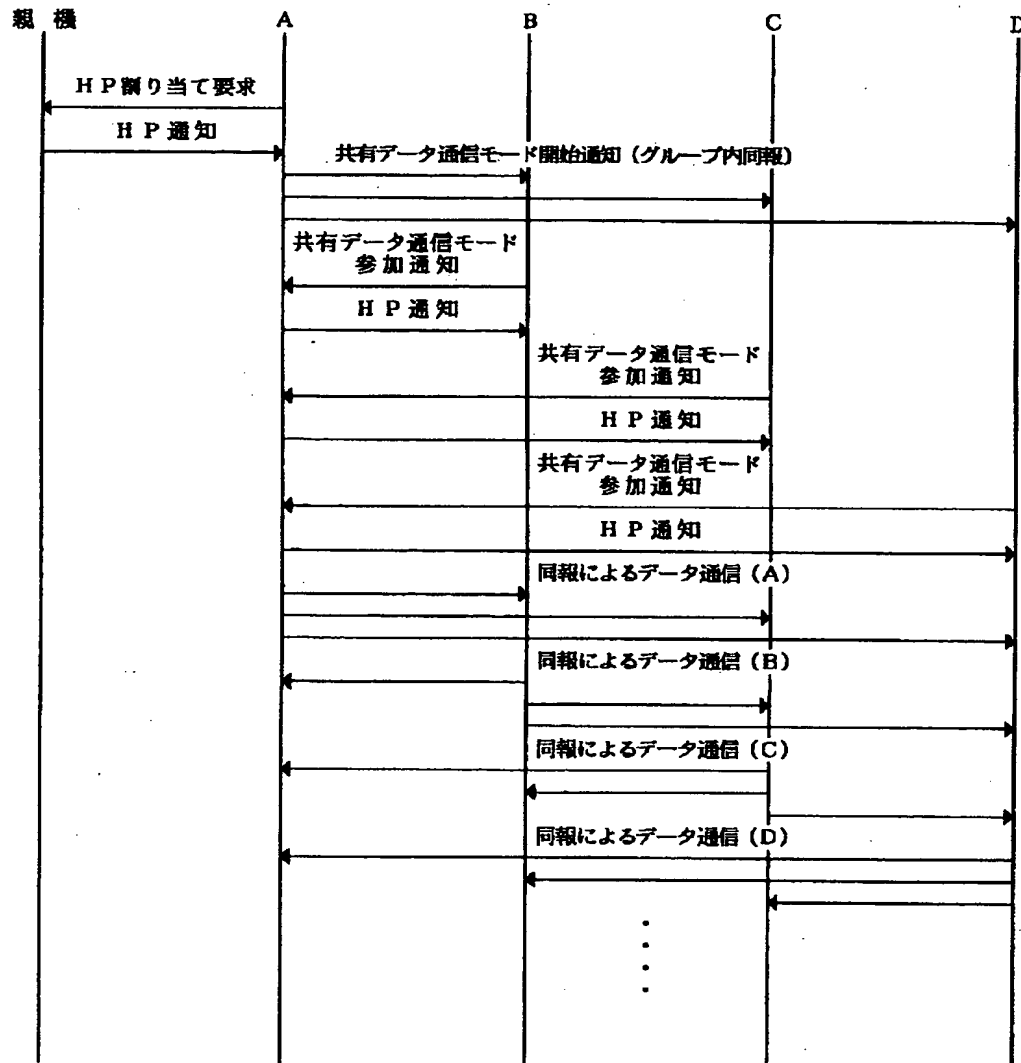 親機 A B C D
HP割り当て要求
HP通知
共有データ通信モード開始通知(グループ内同報)
共有データ通信モード
参加通知
HP通知
共有データ通信モード
参加通知
HP通知
共有データ通信モード
参加通知
HP通知
同報によるデータ通信(A)
同報によるデータ通信(B)
同報によるデータ通信(C)
同報によるデータ通信(D)